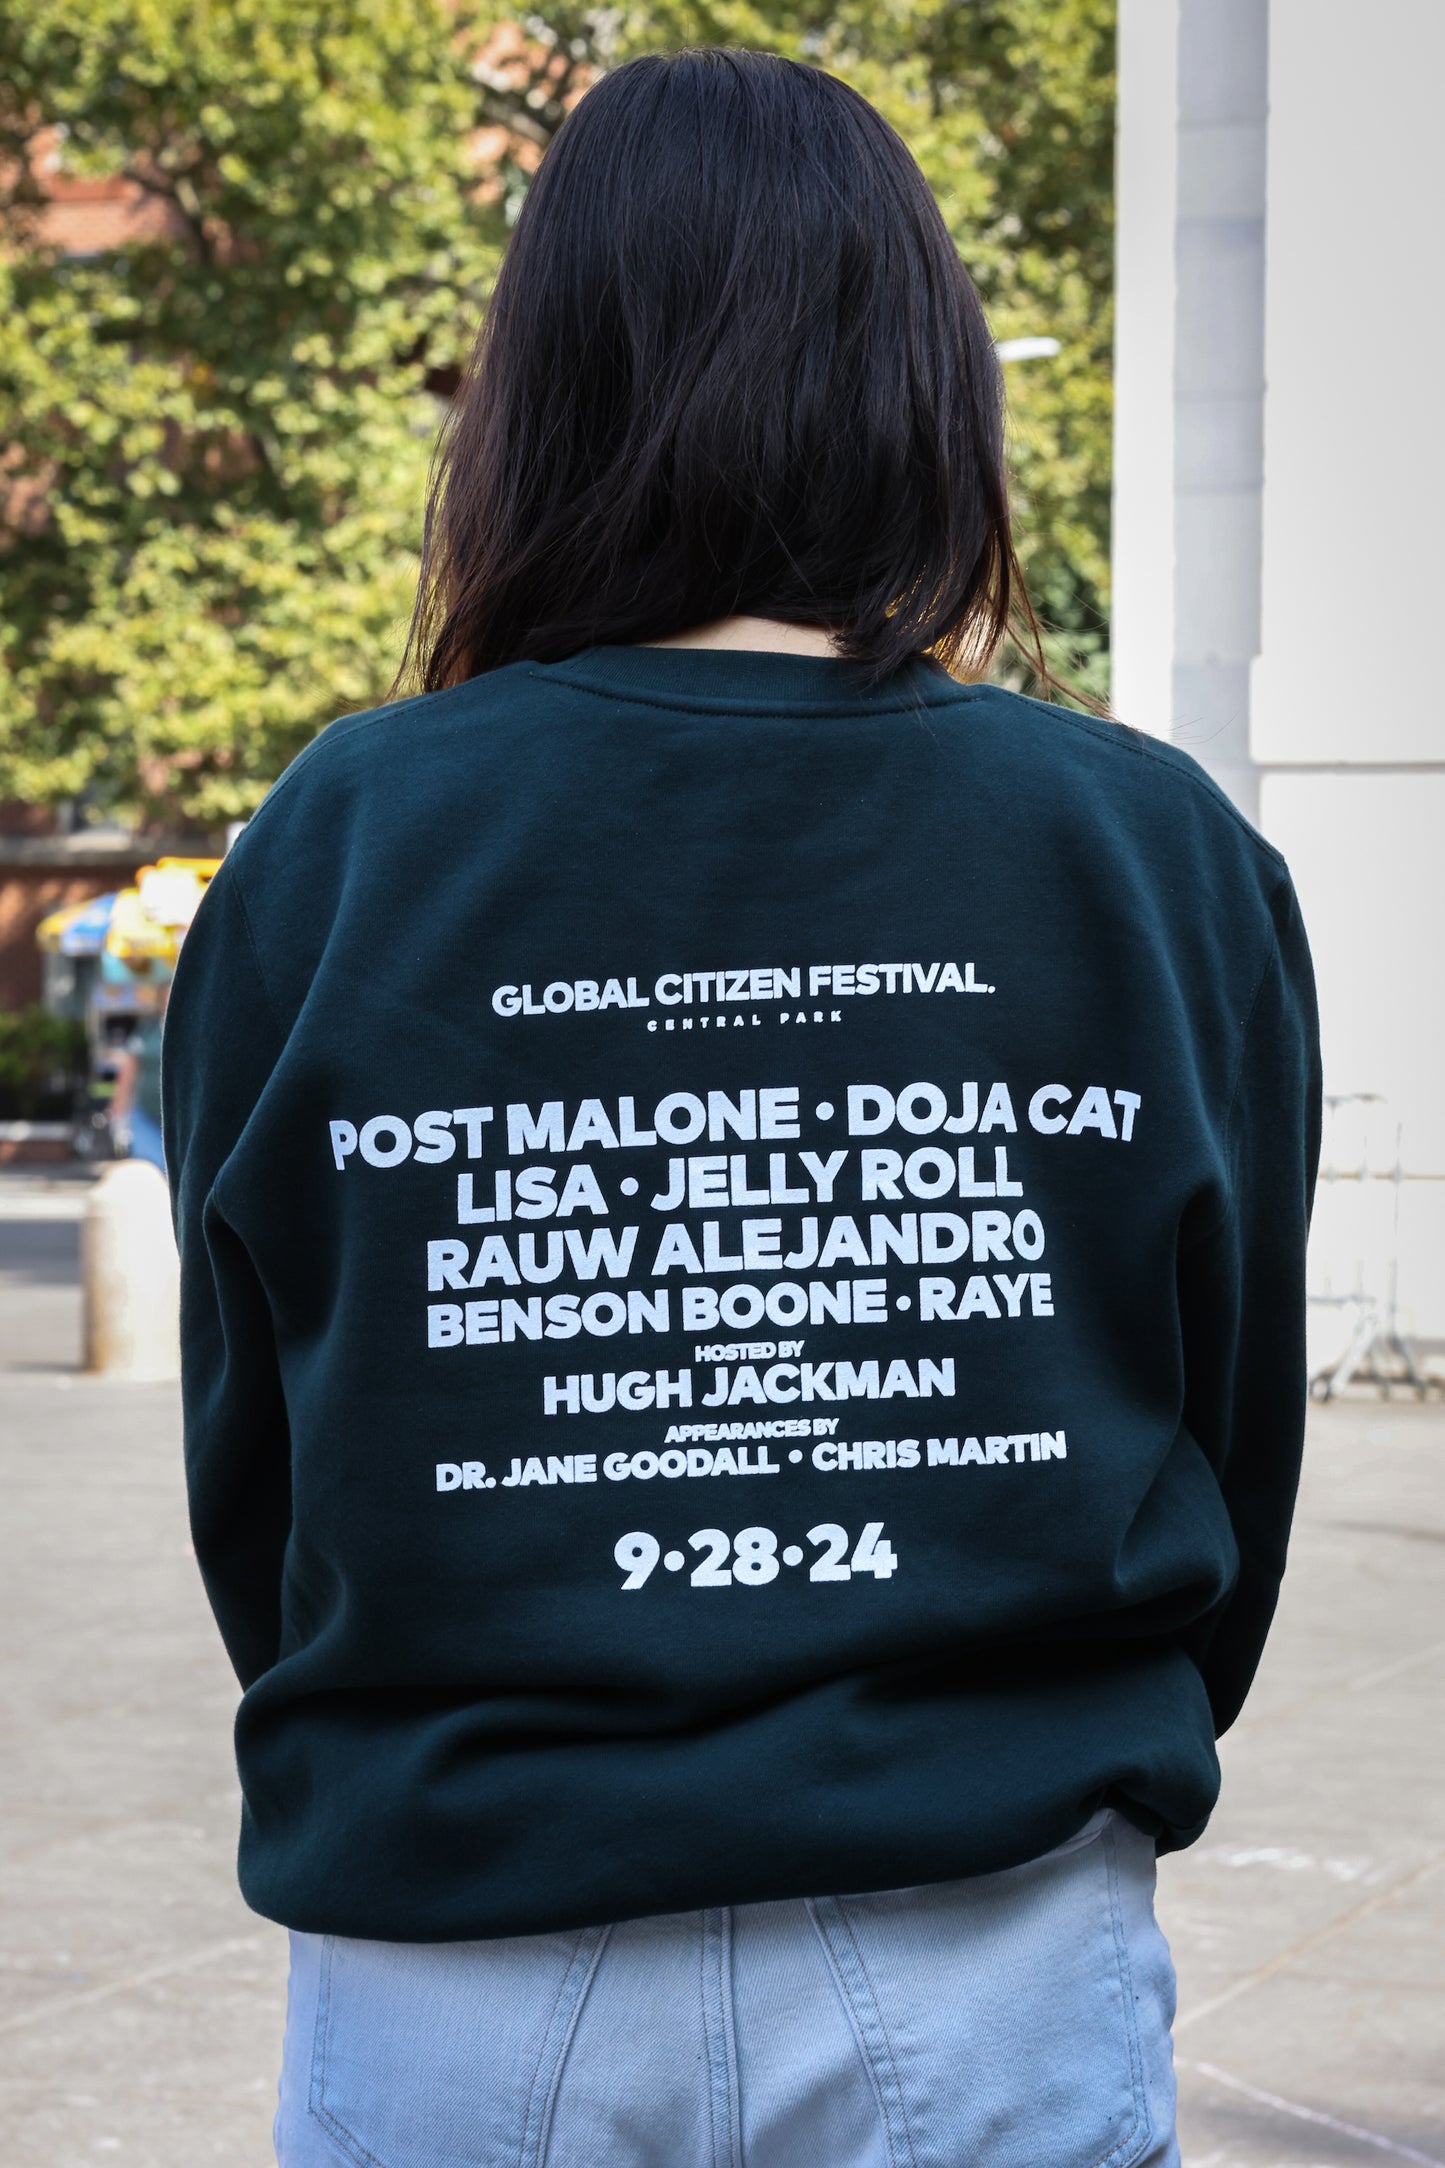 GLOBAL CITIZEN FESTIVAL.
CENTRAL PARK
POST MALONE • DOJA CAT
LISA • JELLY ROLL
RAUW ALEJANDRO
BENSON BOONE • RAYE
HOSTED BY
HUGH JACKMAN
APPEARANCES BY
DR. JANE GOODALL • CHRIS MARTIN
9•28•24